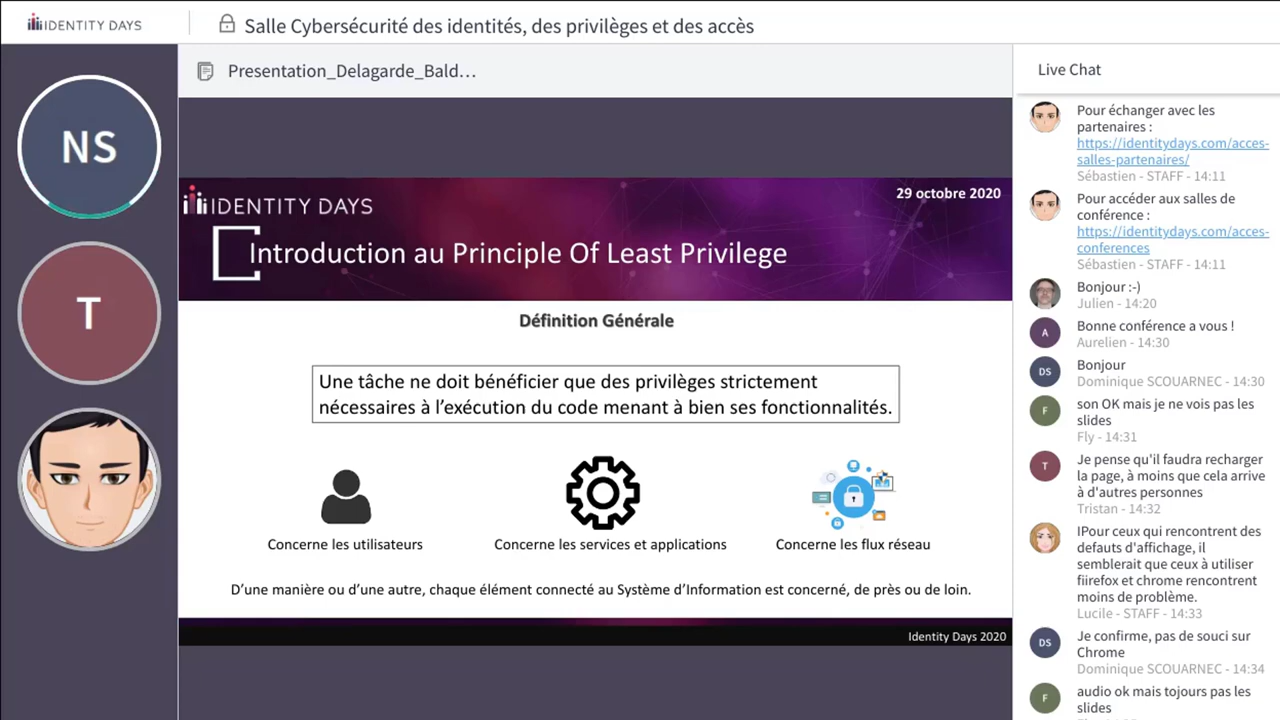 IDENTITY DAYS
Salle Cybersécurité des identités, des privilèges et des accès
Presentation_Delagarde_Bald…
NS
T
IDENTITY DAYS
29 octobre 2020
Introduction au Principle Of Least Privilege
Définition Générale
Une tâche ne doit bénéficier que des privilèges strictement
nécessaires à l’exécution du code menant à bien ses fonctionnalités.
Concerne les utilisateurs
Concerne les services et applications
Concerne les flux réseau
D’une manière ou d’une autre, chaque élément connecté au Système d’Information est concerné, de près ou de loin.
Identity Days 2020
Live Chat
Pour échanger avec les
partenaires :
https://identitydays.com/acces-
salles-partenaires/
Sébastien - STAFF - 14:11
Pour accéder aux salles de
conférence :
https://identitydays.com/acces-
conferences
Sébastien - STAFF - 14:11
Bonjour :-)
Julien - 14:20
A
Bonne conférence a vous !
Aurelien - 14:30
DS
Bonjour
Dominique SCOUARNEC - 14:30
F
son OK mais je ne vois pas les
slides
Fly - 14:31
T
Je pense qu'il faudra recharger
la page, à moins que cela arrive
à d'autres personnes
Tristan - 14:32
IPour ceux qui rencontrent des
defauts d'affichage, il
semblerait que ceux à utiliser
fiirefox et chrome rencontrent
moins de problème.
Lucile - STAFF - 14:33
DS
Je confirme, pas de souci sur
Chrome
Dominique SCOUARNEC - 14:34
F
audio ok mais tojours pas les
slides